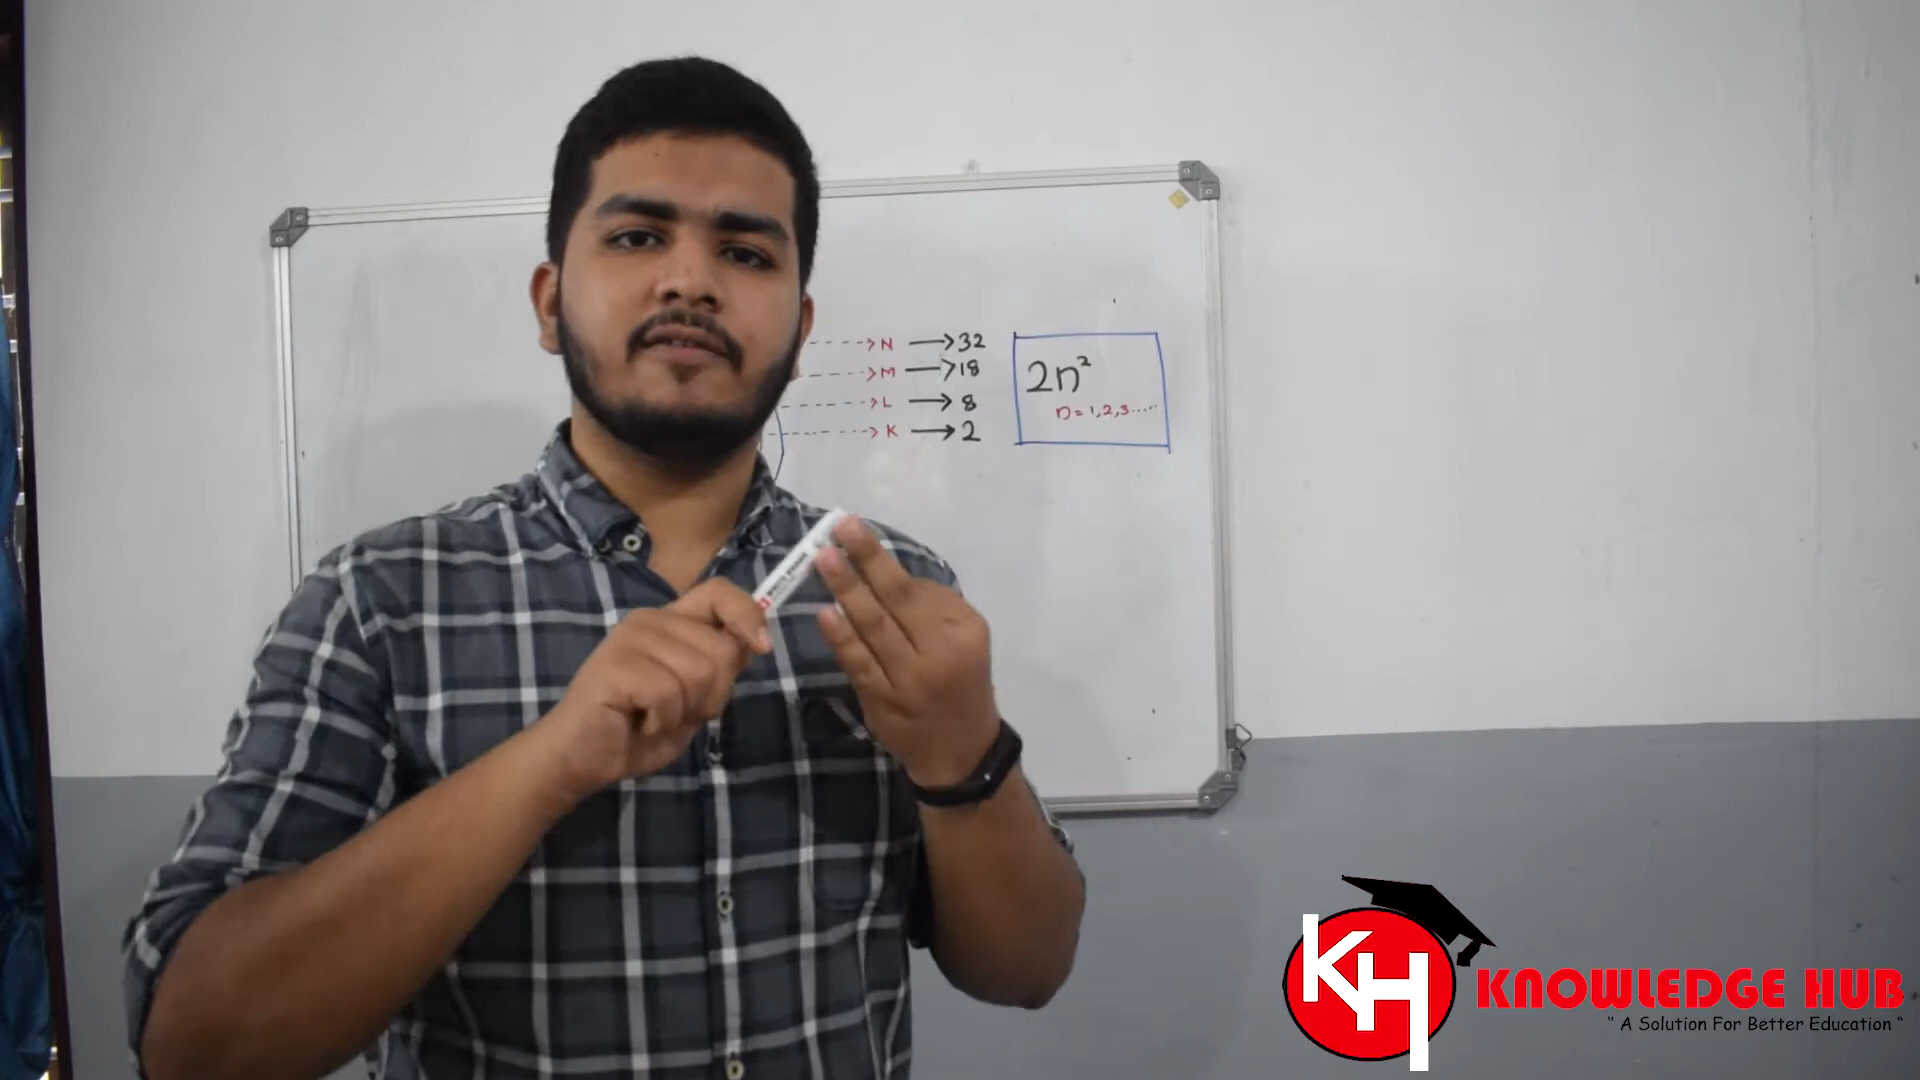 N → 32
M → 18
L → 8
K → 2
2n²
n = 1, 2, 3......
KH
KNOWLEDGE HUB
" A Solution For Better Education "